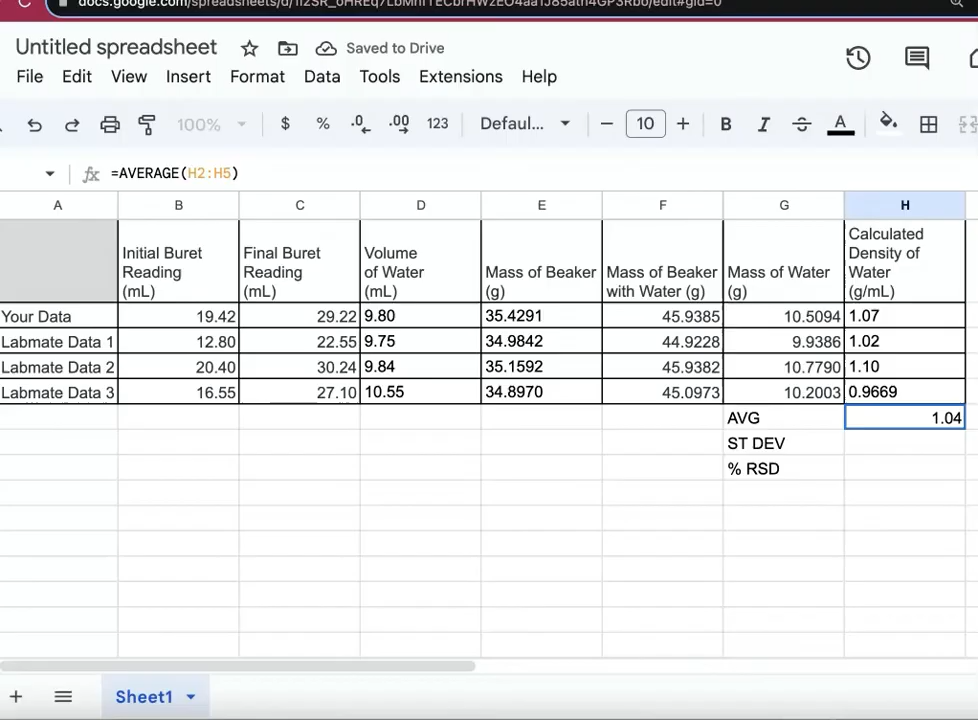 Untitled spreadsheet
Saved to Drive
File Edit View Insert Format Data Tools Extensions Help
100% $ % .0 .00 123 Defaul... 10 B I A
fx =AVERAGE(H2:H5)
A B C D E F G H
Initial Buret Reading (mL)
Final Buret Reading (mL)
Volume of Water (mL)
Mass of Beaker (g)
Mass of Beaker with Water (g)
Mass of Water (g)
Calculated Density of Water (g/mL)
Your Data 19.42 29.22 9.80 35.4291 45.9385 10.5094 1.07
Labmate Data 1 12.80 22.55 9.75 34.9842 44.9228 9.9386 1.02
Labmate Data 2 20.40 30.24 9.84 35.1592 45.9382 10.7790 1.10
Labmate Data 3 16.55 27.10 10.55 34.8970 45.0973 10.2003 0.9669
AVG 1.04
ST DEV
% RSD
Sheet1